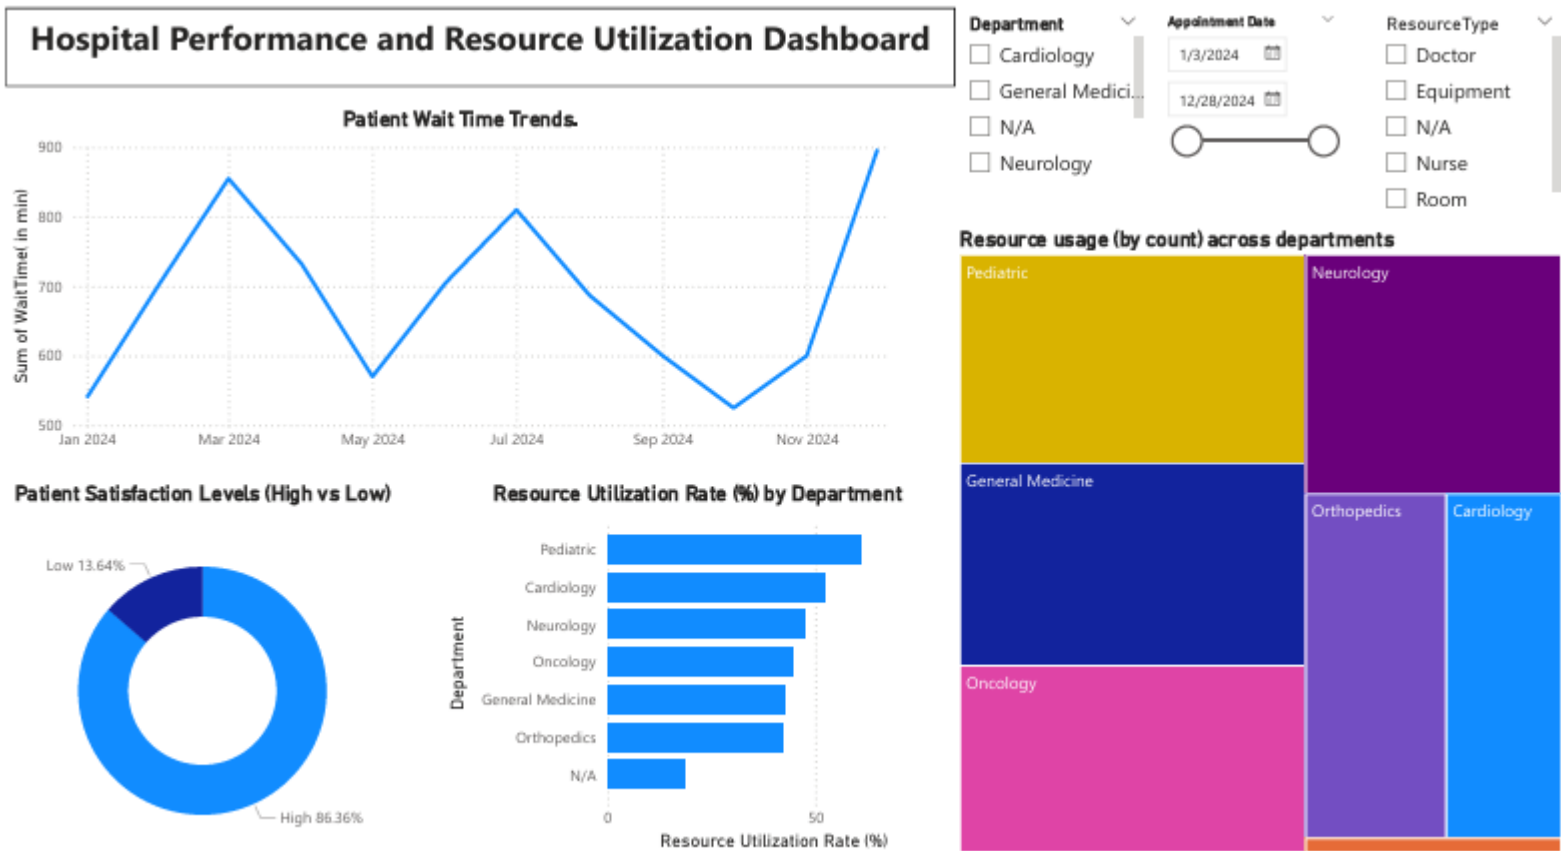 Hospital Performance and Resource Utilization Dashboard
Department
Cardiology
General Medici...
N/A
Neurology
Appointment Date
1/3/2024
12/28/2024
ResourceType
Doctor
Equipment
N/A
Nurse
Room
Patient Wait Time Trends.
Sum of WaitTime( in min)
900
800
700
600
500
Jan 2024
Mar 2024
May 2024
Jul 2024
Sep 2024
Nov 2024
Resource usage (by count) across departments
Pediatric
Neurology
General Medicine
Orthopedics
Cardiology
Oncology
Patient Satisfaction Levels (High vs Low)
Low 13.64%
High 86.36%
Resource Utilization Rate (%) by Department
Department
Pediatric
Cardiology
Neurology
Oncology
General Medicine
Orthopedics
N/A
0
50
Resource Utilization Rate (%)